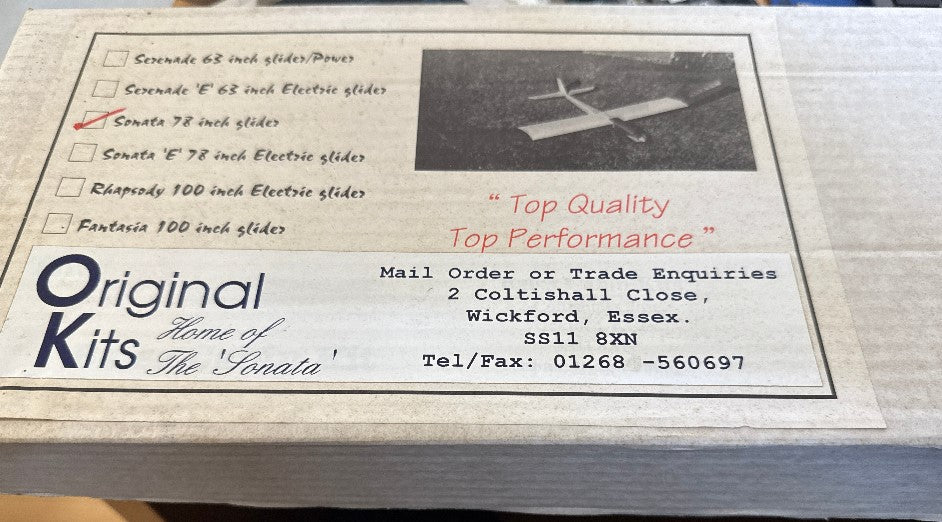 Serenade 63 inch glider/Power
Serenade 'E' 63 inch Electric glider
Sonata 78 inch glider
Sonata 'E' 78 inch Electric glider
Rhapsody 100 inch Electric glider
Fantasia 100 inch glider
" Top Quality
Top Performance "
Original
Kits
Home of
The 'Sonata'
Mail Order or Trade Enquiries
2 Coltishall Close,
Wickford, Essex.
SS11 8XN
Tel/Fax: 01268 -560697